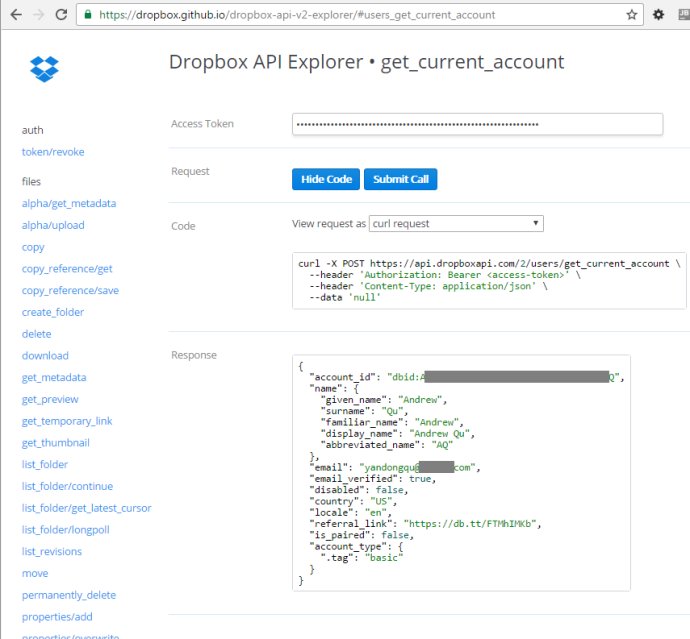 https://dropbox.github.io/dropbox-api-v2-explorer/#users_get_current_account
Dropbox API Explorer • get_current_account
auth
token/revoke
files
alpha/get_metadata
alpha/upload
copy
copy_reference/get
copy_reference/save
create_folder
delete
download
get_metadata
get_preview
get_temporary_link
get_thumbnail
list_folder
list_folder/continue
list_folder/get_latest_cursor
list_folder/longpoll
list_revisions
move
permanently_delete
properties/add
properties/overwrite
Access Token
Request
Hide Code Submit Call
Code
View request as curl request
curl -X POST https://api.dropboxapi.com/2/users/get_current_account \
--header 'Authorization: Bearer <access-token>' \
--header 'Content-Type: application/json' \
--data 'null'
Response
{
"account_id": "dbid:A Q",
"name": {
"given_name": "Andrew",
"surname": "Qu",
"familiar_name": "Andrew",
"display_name": "Andrew Qu",
"abbreviated_name": "AQ"
},
"email": "yandongqu@ com",
"email_verified": true,
"disabled": false,
"country": "US",
"locale": "en",
"referral_link": "https://db.tt/FTMhIMKb",
"is_paired": false,
"account_type": {
".tag": "basic"
}
}